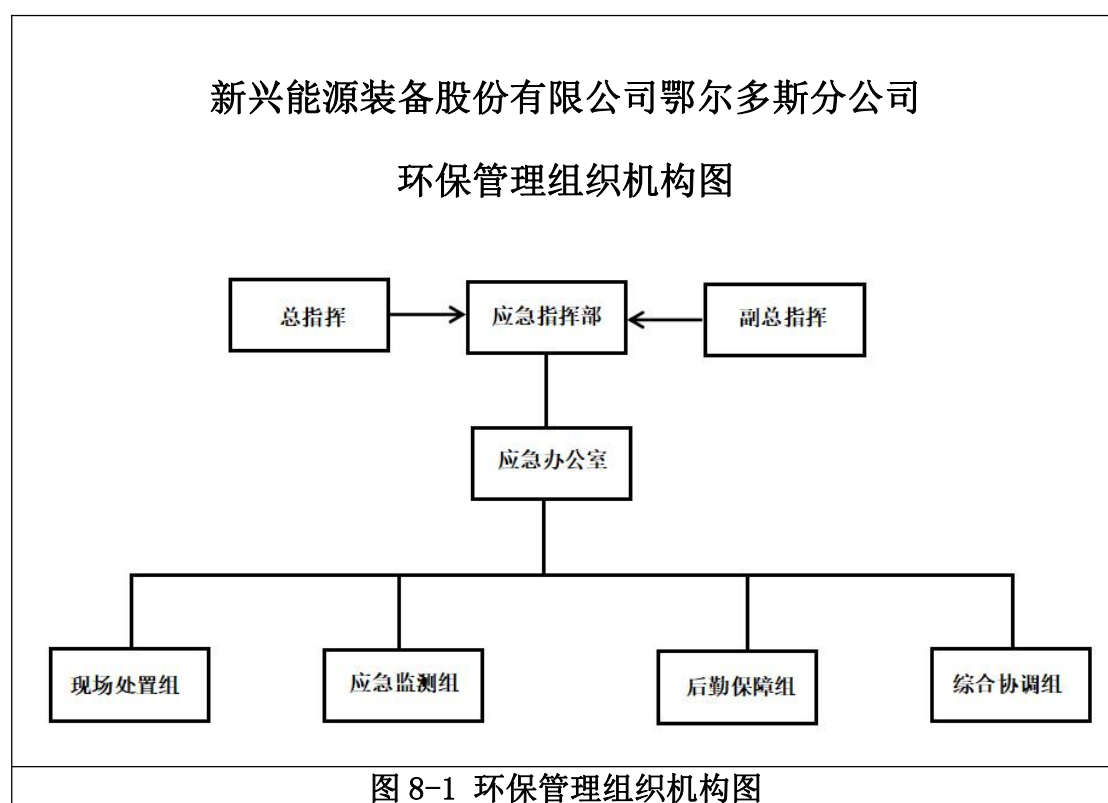 新兴能源装备股份有限公司鄂尔多斯分公司
环保管理组织机构图
总指挥
应急指挥部
副总指挥
应急办公室
现场处置组
应急监测组
后勤保障组
综合协调组
图 8-1 环保管理组织机构图